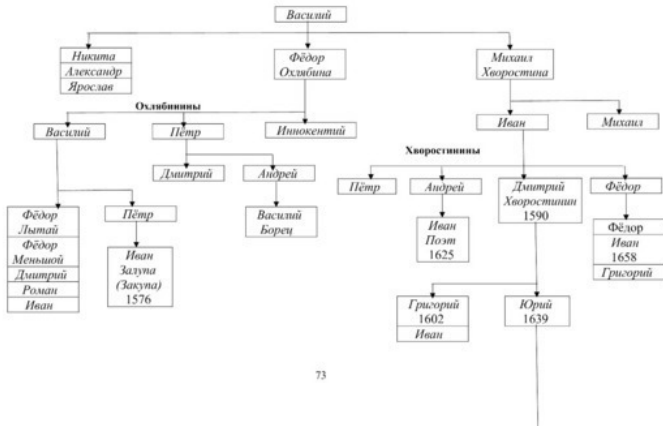 Василий
Никита
Александр
Ярослав
Фёдор
Охлябина
Михаил
Хворостина
Охлябинины
Василий
Пётр
Иннокентий
Иван
Михаил
Хворостинины
Дмитрий
Андрей
Пётр
Андрей
Дмитрий
Хворостинин
1590
Фёдор
Фёдор
Лытай
Фёдор
Меньшой
Дмитрий
Роман
Иван
Пётр
Иван
Залупа
(Закупа)
1576
Василий
Борец
Иван
Поэт
1625
Фёдор
Иван
1658
Григорий
Григорий
1602
Иван
Юрий
1639
73